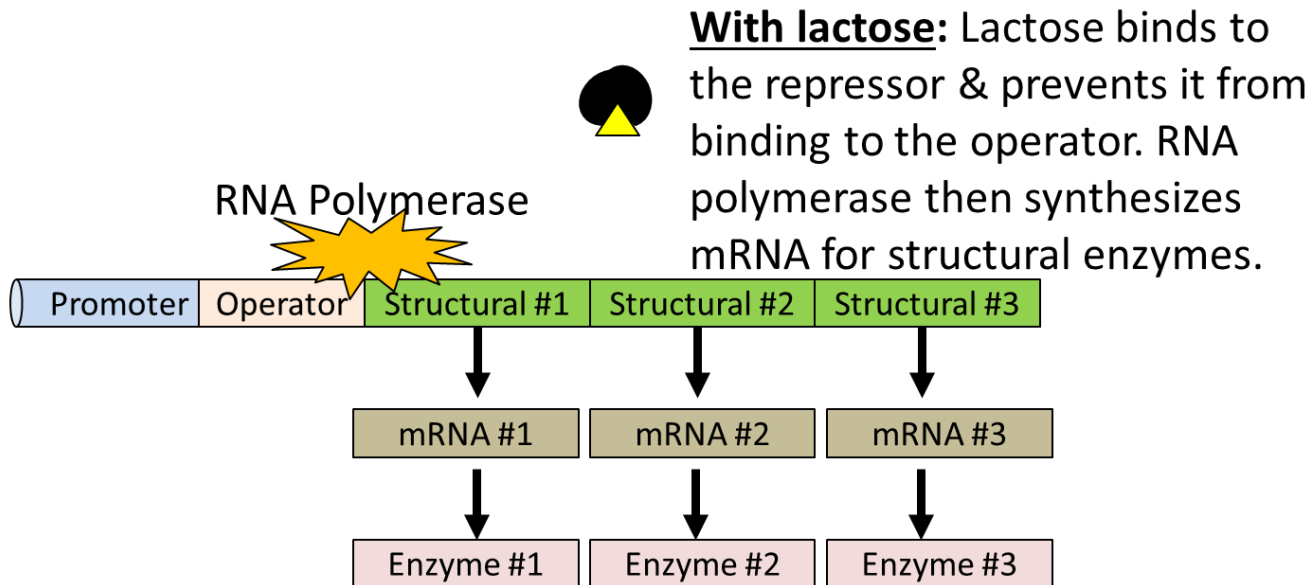 With lactose: Lactose binds to
the repressor & prevents it from
binding to the operator. RNA
polymerase then synthesizes
mRNA for structural enzymes.
RNA Polymerase
Promoter Operator Structural #1 Structural #2 Structural #3
mRNA #1 mRNA #2 mRNA #3
Enzyme #1 Enzyme #2 Enzyme #3